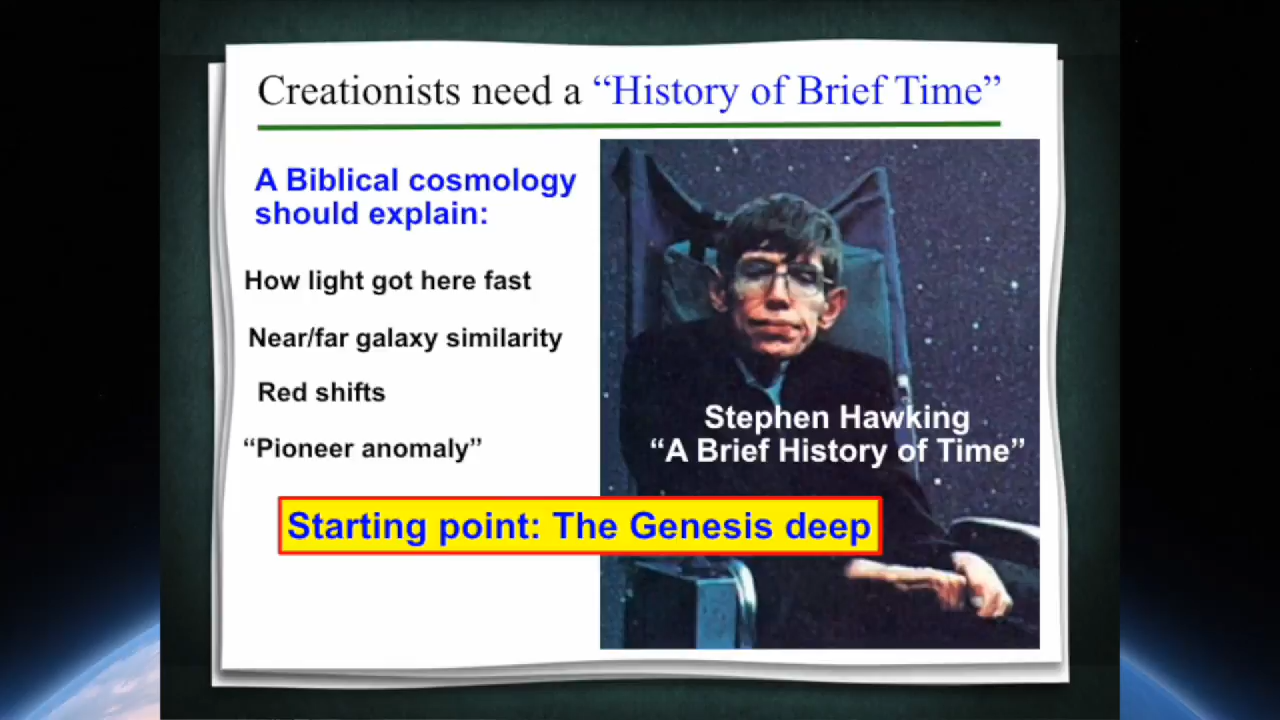 Creationists need a “History of Brief Time”
A Biblical cosmology
should explain:
How light got here fast
Near/far galaxy similarity
Red shifts
“Pioneer anomaly”
Stephen Hawking
“A Brief History of Time”
Starting point: The Genesis deep